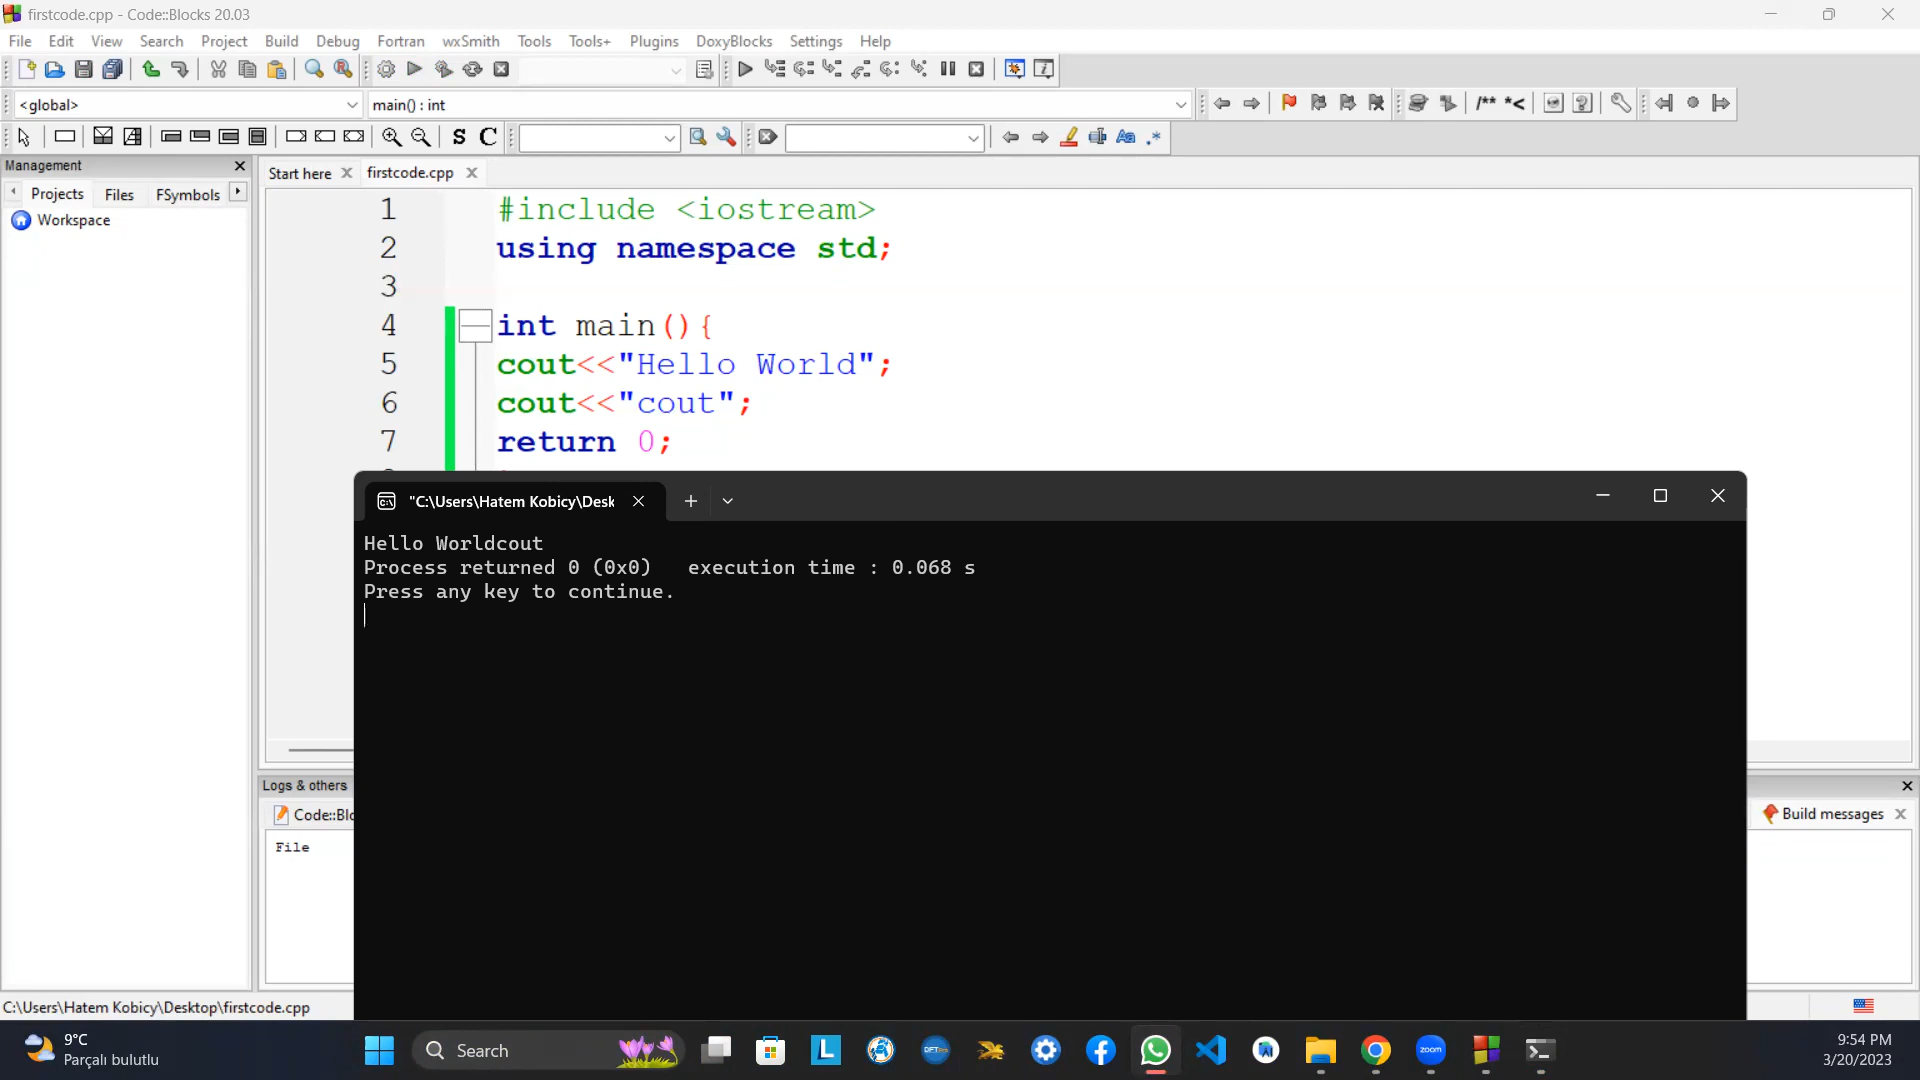 firstcode.cpp - Code::Blocks 20.03
File Edit View Search Project Build Debug Fortran wxSmith Tools Tools+ Plugins DoxyBlocks Settings Help
<global> main() : int
/** *<
S C Aa .*
Management
Projects Files FSymbols
Workspace
Start here firstcode.cpp
1 #include <iostream>
2 using namespace std;
3
4 int main(){
5 cout<<"Hello World";
6 cout<<"cout";
7 return 0;
"C:\Users\Hatem Kobicy\Desk
Hello Worldcout
Process returned 0 (0x0)   execution time : 0.068 s
Press any key to continue.
Logs & others
Code::Blo
Build messages
File
C:\Users\Hatem Kobicy\Desktop\firstcode.cpp
9°C
Parçalı bulutlu
Search
L
zoom
9:54 PM
3/20/2023